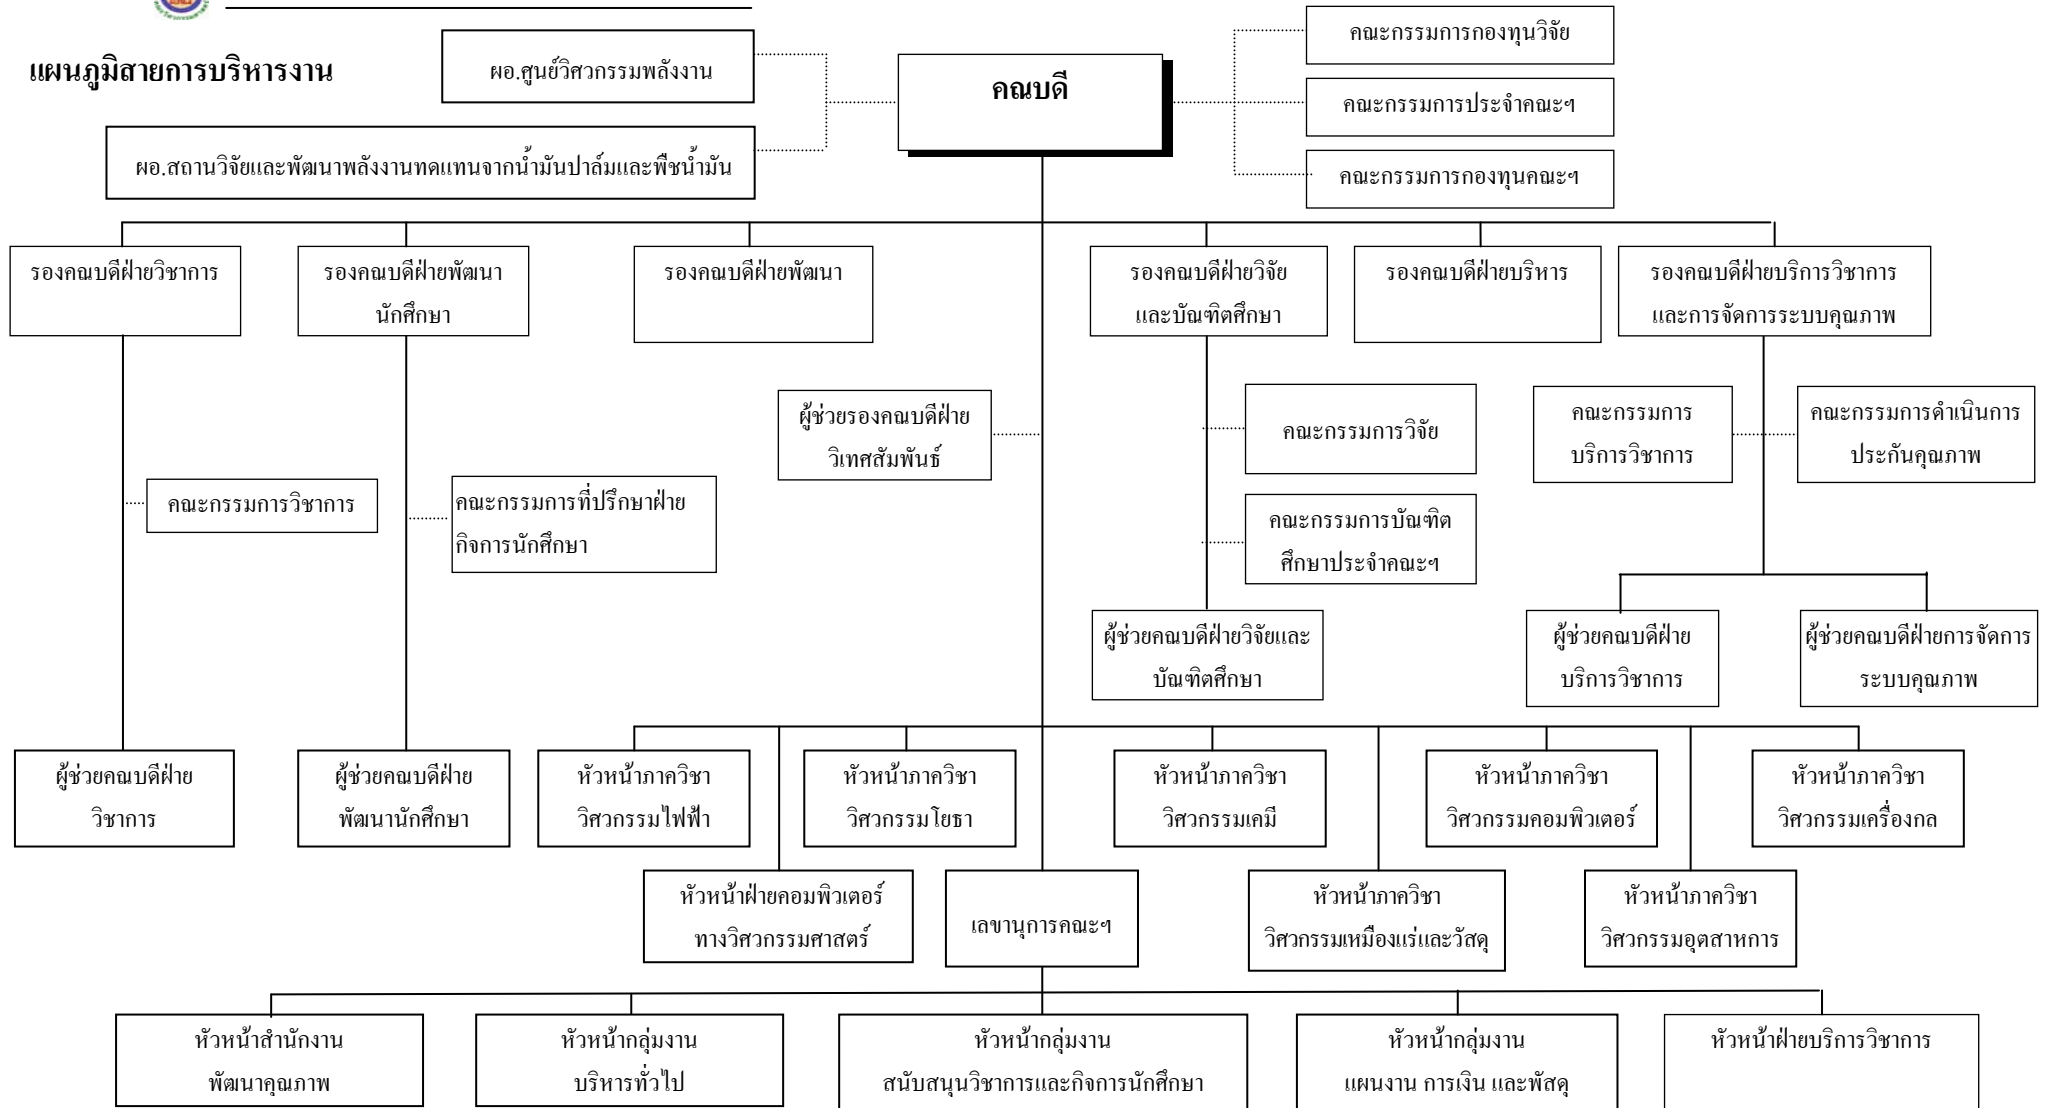 แผนภูมิสายการบริหารงาน
ผอ.ศูนย์วิศวกรรมพลังงาน
คณบดี
คณะกรรมการกองทุนวิจัย
คณะกรรมการประจำคณะฯ
ผอ.สถานวิจัยและพัฒนาพลังงานทดแทนจากน้ำมันปาล์มและพืชน้ำมัน
คณะกรรมการกองทุนคณะฯ
รองคณบดีฝ่ายวิชาการ
รองคณบดีฝ่ายพัฒนา
นักศึกษา
รองคณบดีฝ่ายพัฒนา
รองคณบดีฝ่ายวิจัย
และบัณฑิตศึกษา
รองคณบดีฝ่ายบริหาร
รองคณบดีฝ่ายบริการวิชาการ
และการจัดการระบบคุณภาพ
ผู้ช่วยรองคณบดีฝ่าย
วิเทศสัมพันธ์
คณะกรรมการวิจัย
คณะกรรมการ
บริการวิชาการ
คณะกรรมการดำเนินการ
ประกันคุณภาพ
คณะกรรมการวิชาการ
คณะกรรมการที่ปรึกษาฝ่าย
กิจการนักศึกษา
คณะกรรมการบัณฑิต
ศึกษาประจำคณะฯ
ผู้ช่วยคณบดีฝ่ายวิจัยและ
บัณฑิตศึกษา
ผู้ช่วยคณบดีฝ่าย
บริการวิชาการ
ผู้ช่วยคณบดีฝ่ายการจัดการ
ระบบคุณภาพ
ผู้ช่วยคณบดีฝ่าย
วิชาการ
ผู้ช่วยคณบดีฝ่าย
พัฒนานักศึกษา
หัวหน้าภาควิชา
วิศวกรรมไฟฟ้า
หัวหน้าภาควิชา
วิศวกรรมโยธา
หัวหน้าภาควิชา
วิศวกรรมเคมี
หัวหน้าภาควิชา
วิศวกรรมคอมพิวเตอร์
หัวหน้าภาควิชา
วิศวกรรมเครื่องกล
หัวหน้าฝ่ายคอมพิวเตอร์
ทางวิศวกรรมศาสตร์
เลขานุการคณะฯ
หัวหน้าภาควิชา
วิศวกรรมเหมืองแร่และวัสดุ
หัวหน้าภาควิชา
วิศวกรรมอุตสาหการ
หัวหน้าสำนักงาน
พัฒนาคุณภาพ
หัวหน้ากลุ่มงาน
บริหารทั่วไป
หัวหน้ากลุ่มงาน
สนับสนุนวิชาการและกิจการนักศึกษา
หัวหน้ากลุ่มงาน
แผนงาน การเงิน และพัสดุ
หัวหน้าฝ่ายบริการวิชาการ